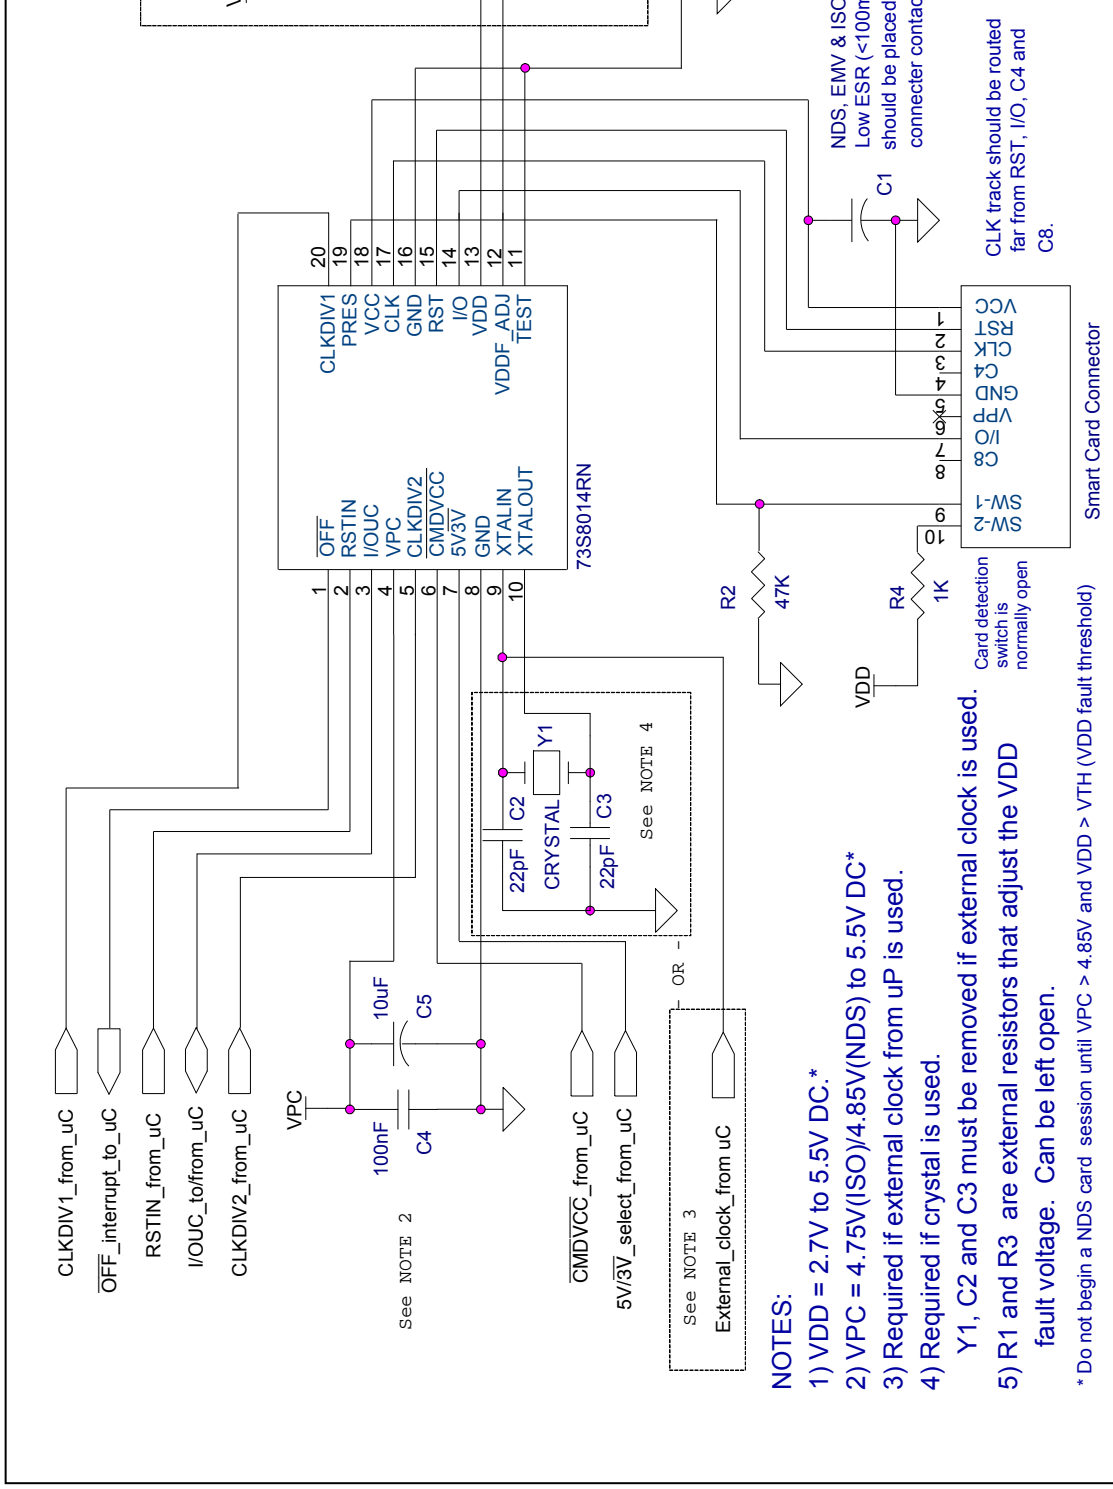 CLKDIV1_from_uC
OFF_interrupt_to_uC
RSTIN_from_uC
I/OUC_to/from_uC
CLKDIV2_from_uC
VPC
100nF
C4
10uF
C5
See NOTE 2
CMDVCC_from_uC
5V/3V_select_from_uC
See NOTE 3
External_clock_from uC
- OR -
C2
22pF
Y1
CRYSTAL
C3
22pF
See NOTE 4
1 OFF
2 RSTIN
3 I/OUC
4 VPC
5 CLKDIV2
6 CMDVCC
7 5V3V
8 GND
9 XTALIN
10 XTALOUT
20 CLKDIV1
19 PRES
18 VCC
17 CLK
16 GND
15 RST
14 I/O
13 VDD
12 VDDF_ADJ
11 TEST
73S8014RN
R2
47K
VDD
R4
1K
C1
NDS, EMV & ISO
Low ESR (<100m
should be placed
connecter contac
CLK track should be routed
far from RST, I/O, C4 and
C8.
1 VCC
2 RST
3 CLK
4 C4
5 GND
6 VPP
7 I/O
8 C8
9 SW-1
10 SW-2
Smart Card Connector
Card detection
switch is
normally open
NOTES:
1) VDD = 2.7V to 5.5V DC.*
2) VPC = 4.75V(ISO)/4.85V(NDS) to 5.5V DC*
3) Required if external clock from uP is used.
4) Required if crystal is used.
Y1, C2 and C3 must be removed if external clock is used.
5) R1 and R3 are external resistors that adjust the VDD
fault voltage. Can be left open.
* Do not begin a NDS card session until VPC > 4.85V and VDD > VTH (VDD fault threshold)